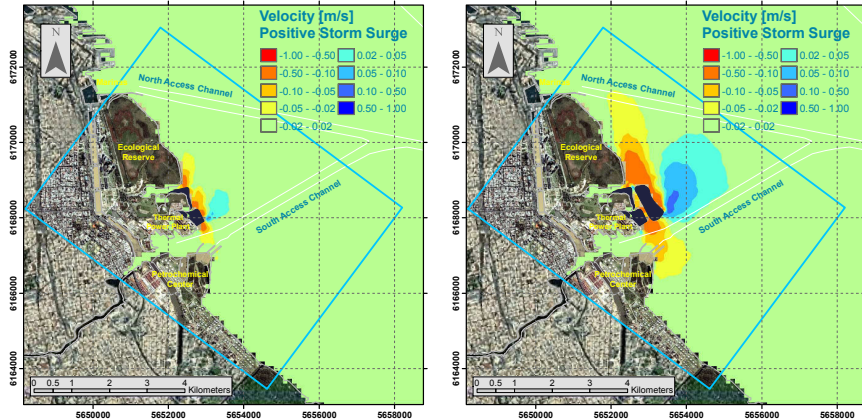 Velocity [m/s]
Positive Storm Surge
-1.00 - -0.50
0.02 - 0.05
-0.50 - -0.10
0.05 - 0.10
-0.10 - -0.05
0.10 - 0.50
-0.05 - -0.02
0.50 - 1.00
-0.02 - 0.02
N
North Access Channel
Ecological
Reserve
Thermal
Power Plant
South Access Channel
Petrochemical
Center
0 0.5 1 2 3 4
Kilometers
6172000
6170000
6168000
6166000
6164000
5650000 5652000 5654000 5656000 5658000
Velocity [m/s]
Positive Storm Surge
-1.00 - -0.50
0.02 - 0.05
-0.50 - -0.10
0.05 - 0.10
-0.10 - -0.05
0.10 - 0.50
-0.05 - -0.02
0.50 - 1.00
-0.02 - 0.02
N
North Access Channel
Ecological
Reserve
Thermal
Power Plant
South Access Channel
Petrochemical
Center
0 0.5 1 2 3 4
Kilometers
6172000
6170000
6168000
6166000
6164000
5650000 5652000 5654000 5656000 5658000